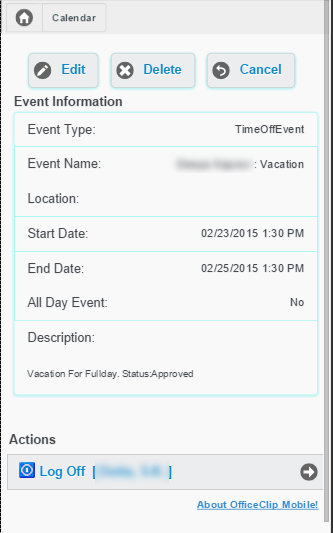 Calendar
Edit Delete Cancel
Event Information
Event Type: TimeOffEvent
Event Name: : Vacation
Location:
Start Date: 02/23/2015 1:30 PM
End Date: 02/25/2015 1:30 PM
All Day Event: No
Description:
Vacation For Fullday. Status:Approved
Actions
Log Off [ ]
About OfficeClip Mobile!